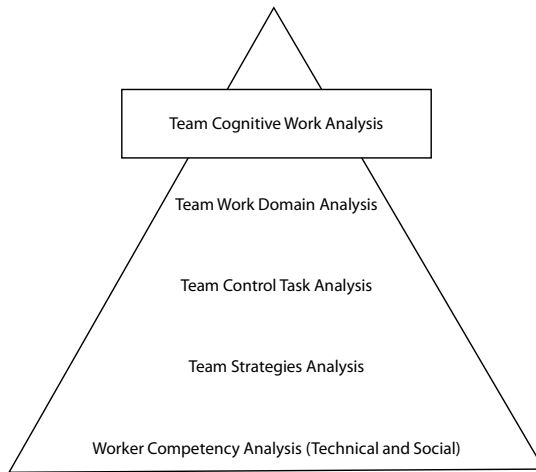 Team Cognitive Work Analysis
Team Work Domain Analysis
Team Control Task Analysis
Team Strategies Analysis
Worker Competency Analysis (Technical and Social)